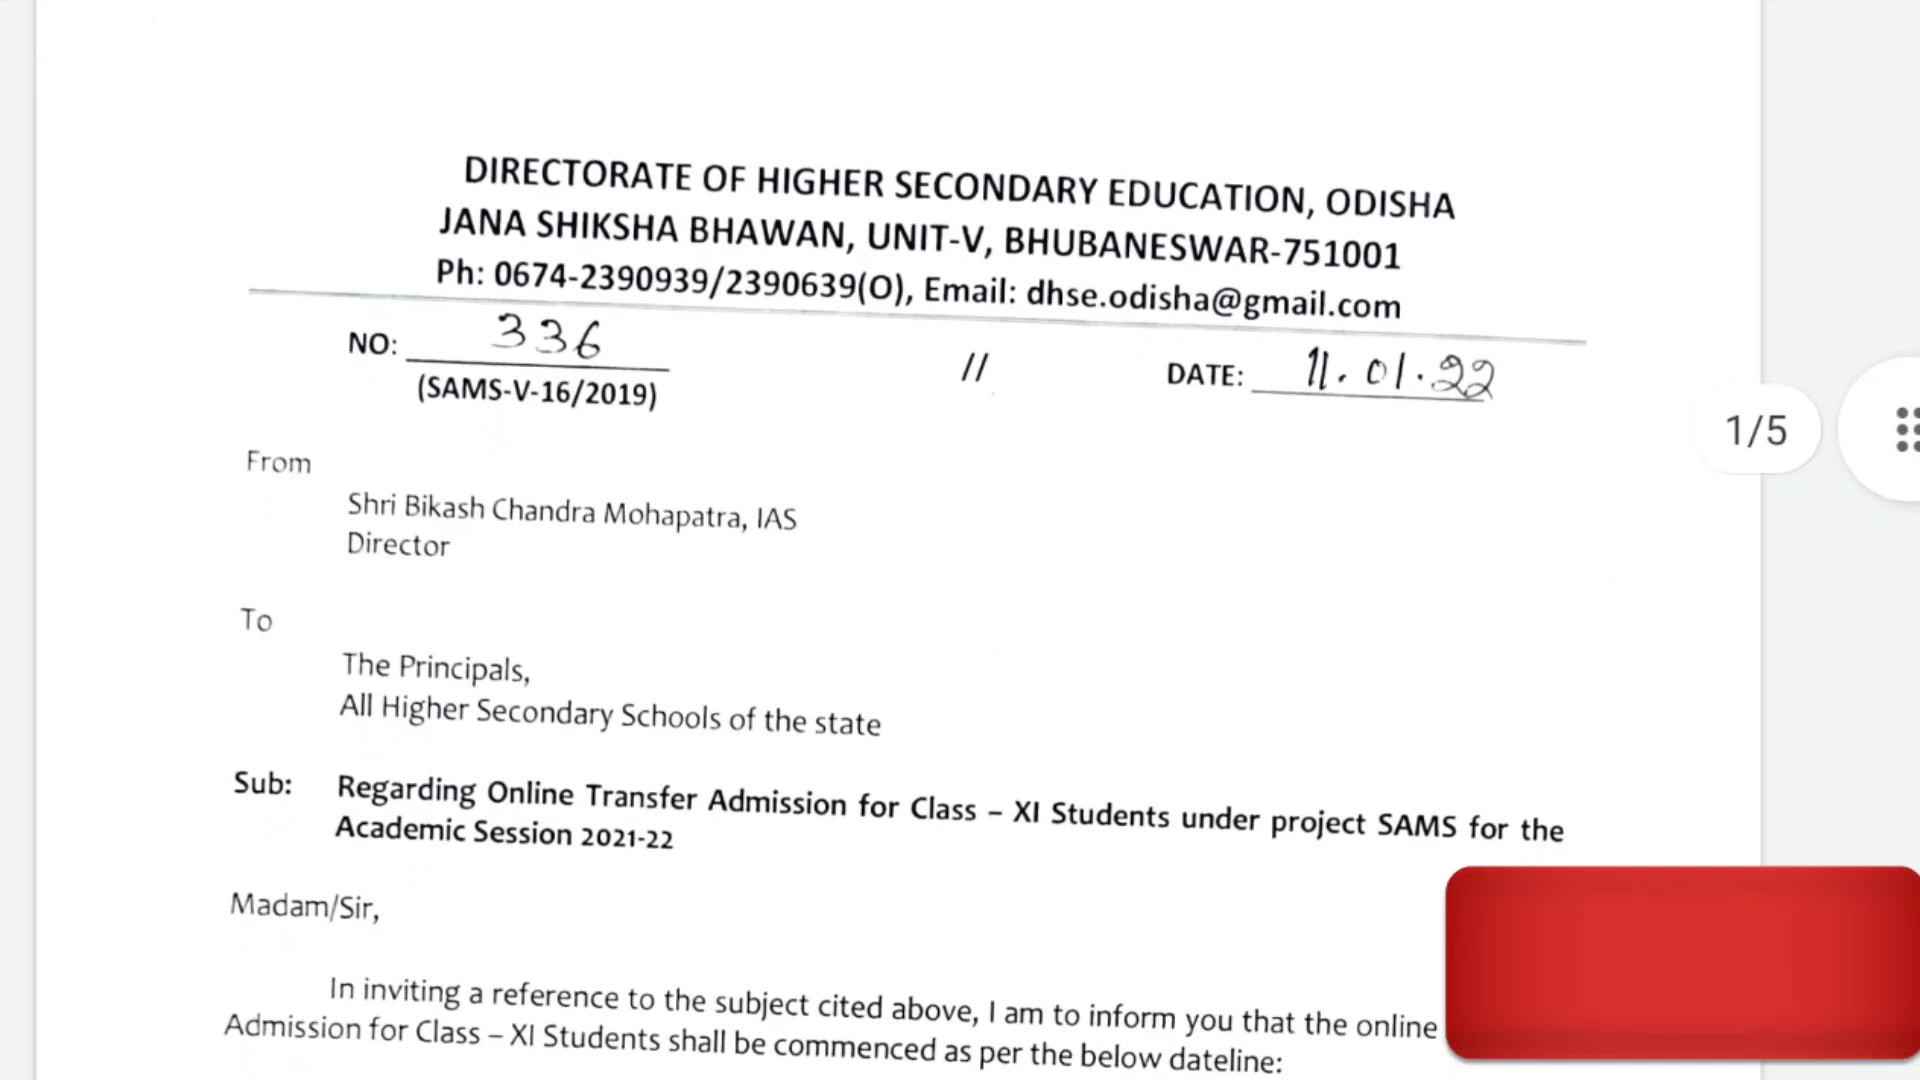 DIRECTORATE OF HIGHER SECONDARY EDUCATION, ODISHA
JANA SHIKSHA BHAWAN, UNIT-V, BHUBANESWAR-751001
Ph: 0674-2390939/2390639(O), Email: dhse.odisha@gmail.com
NO: 336 // DATE: 11.01.22
(SAMS-V-16/2019)
1/5
From
Shri Bikash Chandra Mohapatra, IAS
Director
To
The Principals,
All Higher Secondary Schools of the state
Sub: Regarding Online Transfer Admission for Class – XI Students under project SAMS for the
Academic Session 2021-22
Madam/Sir,
In inviting a reference to the subject cited above, I am to inform you that the online
Admission for Class – XI Students shall be commenced as per the below dateline: